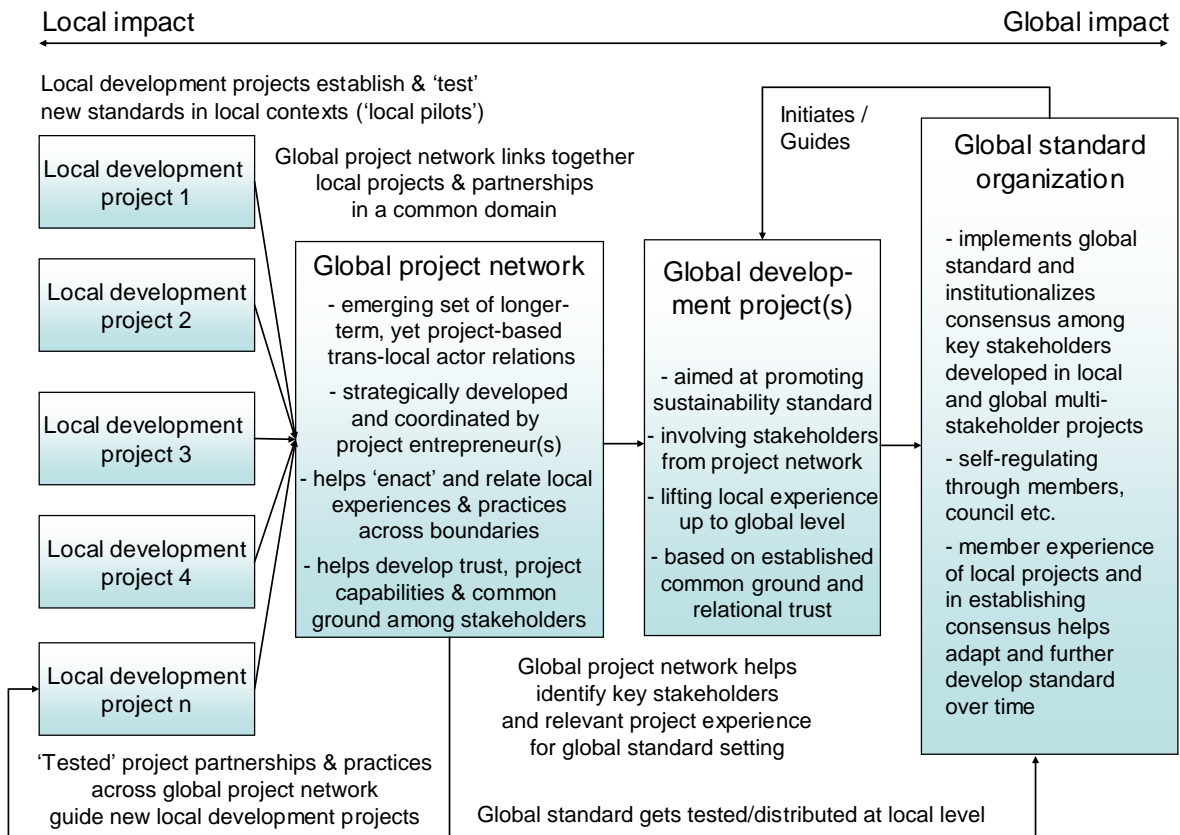 Local impact
Global impact
Local development projects establish & ‘test’
new standards in local contexts (‘local pilots’)
Local development
project 1
Local development
project 2
Local development
project 3
Local development
project 4
Local development
project n
‘Tested’ project partnerships & practices
across global project network
guide new local development projects
Global project network links together
local projects & partnerships
in a common domain
Global project network
- emerging set of longer-
term, yet project-based
trans-local actor relations
- strategically developed
and coordinated by
project entrepreneur(s)
- helps ‘enact’ and relate local
experiences & practices
across boundaries
- helps develop trust, project
capabilities & common
ground among stakeholders
Initiates /
Guides
Global develop-
ment project(s)
- aimed at promoting
sustainability standard
- involving stakeholders
from project network
- lifting local experience
up to global level
- based on established
common ground and
relational trust
Global project network helps
identify key stakeholders
and relevant project experience
for global standard setting
Global standard
organization
- implements global
standard and
institutionalizes
consensus among
key stakeholders
developed in local
and global multi-
stakeholder projects
- self-regulating
through members,
council etc.
- member experience
of local projects and
in establishing
consensus helps
adapt and further
develop standard
over time
Global standard gets tested/distributed at local level